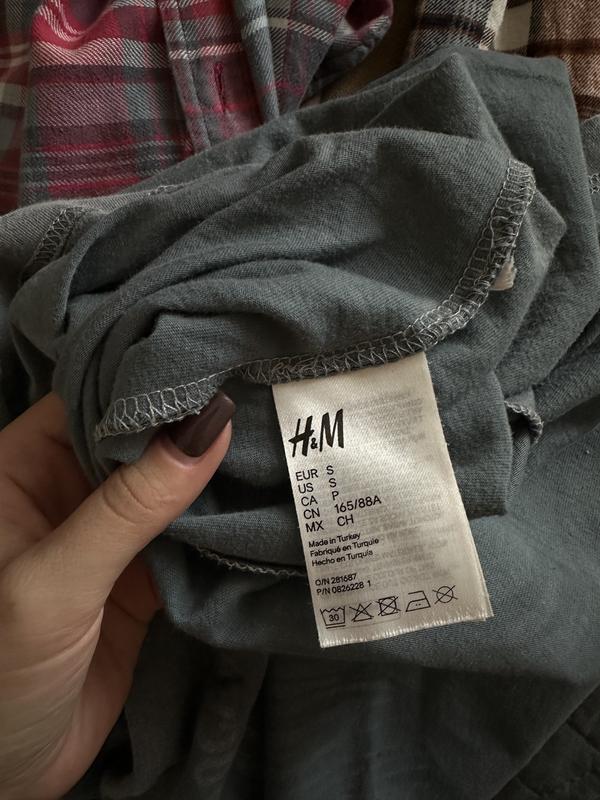 H&M
EUR S
US S
CA P
CN 165/88A
MX CH
Made in Turkey
Fabriqué en Turquie
Hecho en Turquía
O/N 281687
P/N 0826228 1
30